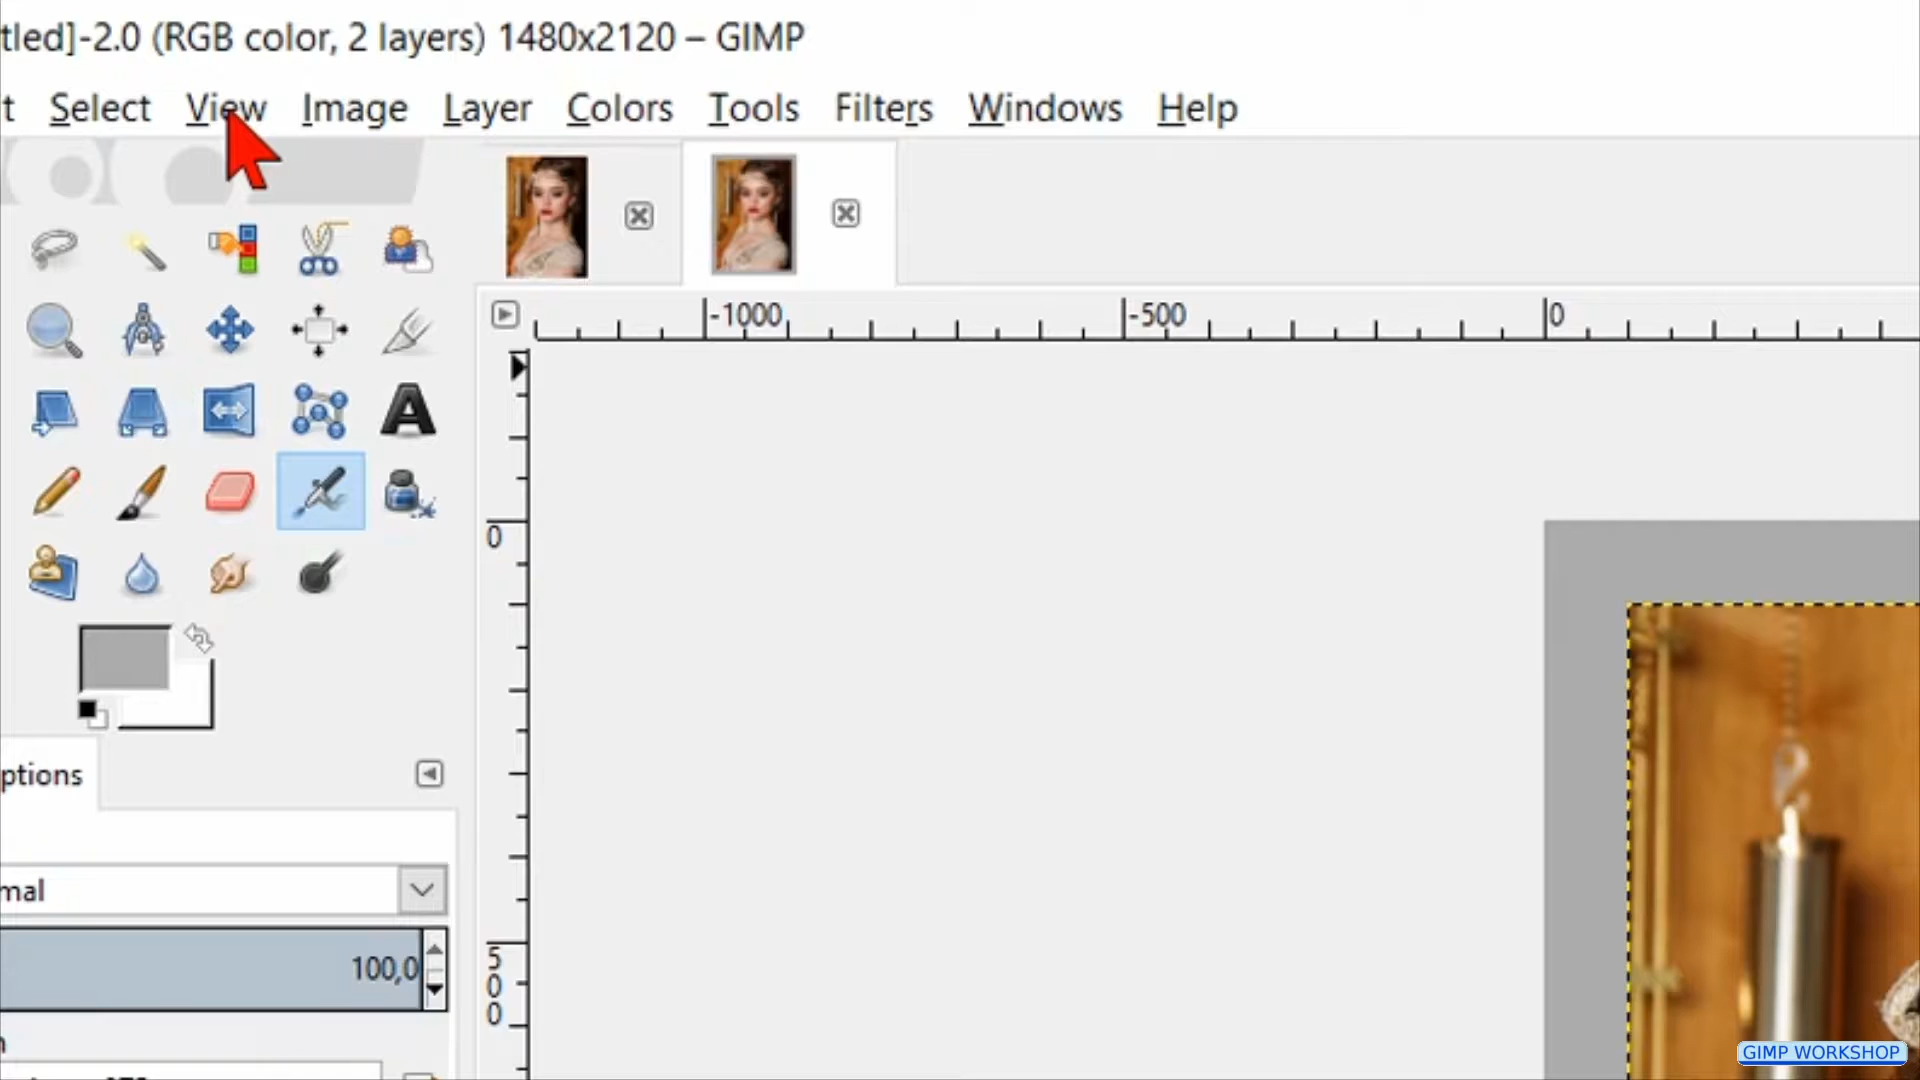 tled]-2.0 (RGB color, 2 layers) 1480x2120 – GIMP
t Select View Image Layer Colors Tools Filters Windows Help
-1000 -500 0
0
ptions
mal
100,0
500
GIMP WORKSHOP